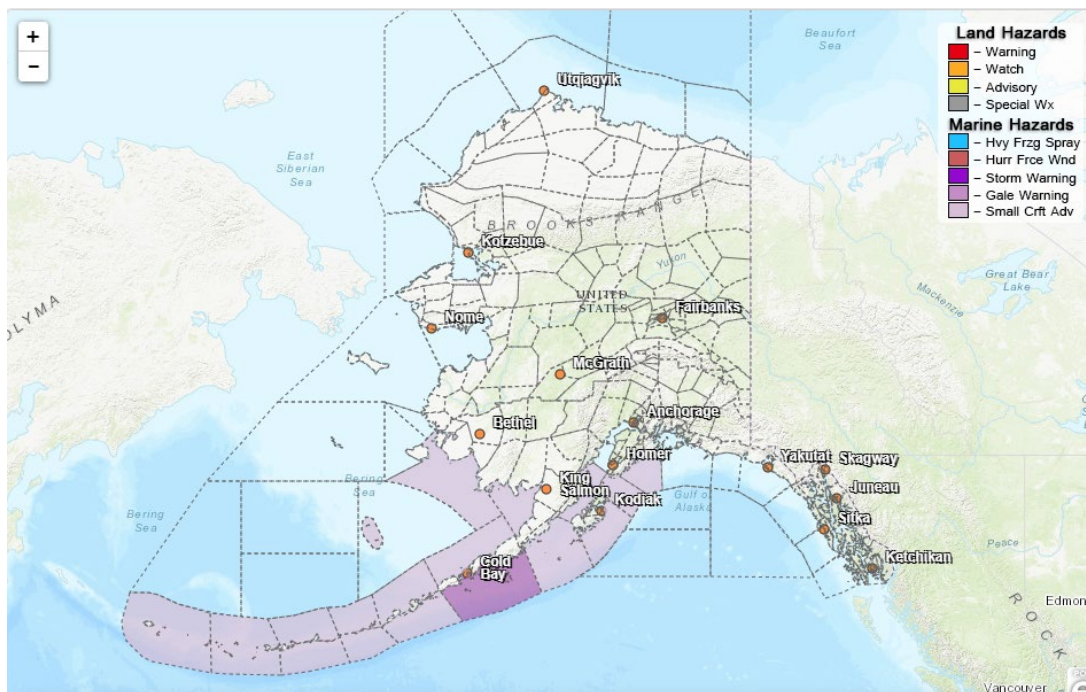 +
−
Beaufort
Sea
Land Hazards
– Warning
– Watch
– Advisory
– Special Wx
Marine Hazards
– Hvy Frzg Spray
– Hurr Frce Wnd
– Storm Warning
– Gale Warning
– Small Crft Adv
Utqiagvik
East
Siberian
Sea
BROOKS RANGE
Kotzebue
Yukon
Great Bear
Lake
Mackenzie
OLYMA
UNITED
STATES
Fairbanks
Nome
McGrath
Anchorage
Bethel
Homer
Yakutat
Skagway
King
Salmon
Kodiak
Juneau
Bering
Sea
Gulf of
Alaska
Bering
Sea
Sitka
Peace
Cold
Bay
Ketchikan
Edmon
ROCK
Vancouver